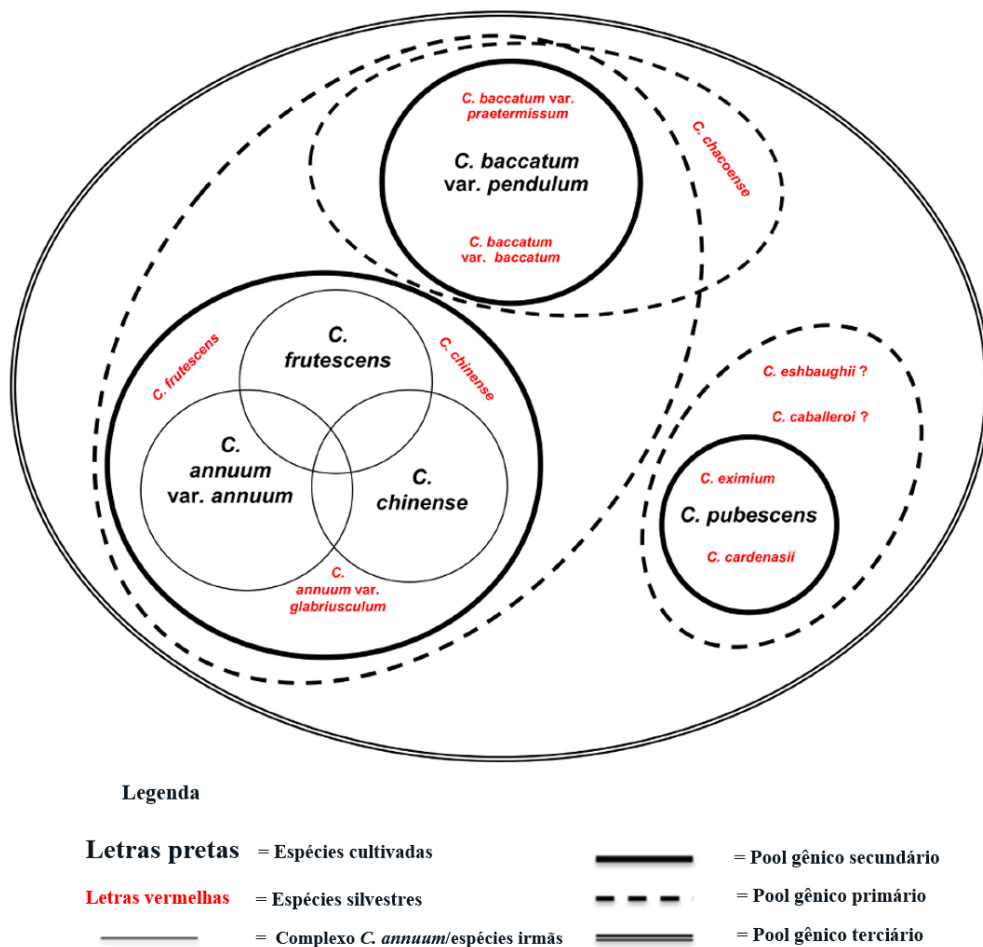 C. baccatum var.
praetermissum
C. baccatum
var. pendulum
C. baccatum
var. baccatum
C. chacoense
C. frutescens
C.
frutescens
C. chinense
C.
annuum
var. annuum
C.
chinense
C.
annuum var.
glabriusculum
C. eshbaughii ?
C. caballeroi ?
C. eximium
C. pubescens
C. cardenasii
Legenda
Letras pretas = Espécies cultivadas
Letras vermelhas = Espécies silvestres
= Complexo C. annuum/espécies irmãs
= Pool gênico secundário
= Pool gênico primário
= Pool gênico terciário